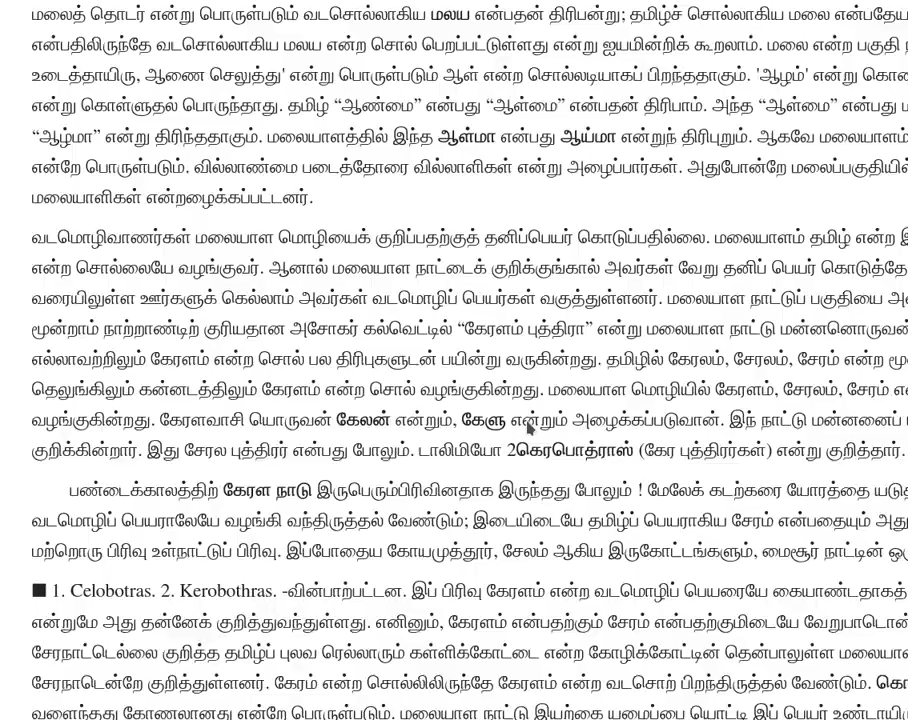 மலைத் தொடர் என்று பொருள்படும் வடசொல்லாகிய மலய என்பதன் திரிபன்று; தமிழ்ச் சொல்லாகிய மலை என்பதேய
என்பதிலிருந்தே வடசொல்லாகிய மலய என்ற சொல் பெறப்பட்டுள்ளது என்று ஐயமின்றிக் கூறலாம். மலை என்ற பகுதி
உடைத்தாயிரு, ஆணை செலுத்து' என்று பொருள்படும் ஆள் என்ற சொல்லடியாகப் பிறந்ததாகும். 'ஆழம்' என்று
என்று கொள்ளுதல் பொருந்தாது. தமிழ் “ஆண்மை” என்பது “ஆள்மை” என்பதன் திரிபாம். அந்த “ஆள்மை” என்பது
“ஆழ்மா” என்று திரிந்ததாகும். மலையாளத்தில் இந்த ஆள்மா என்பது ஆய்மா என்றுந் திரிபுறும். ஆகவே மலையாளம்
என்றே பொருள்படும். வில்லாண்மை படைத்தோரை வில்லாளிகள் என்று அழைப்பார்கள். அதுபோன்றே மலைப்பகுதியில்
மலையாளிகள் என்றழைக்கப்பட்டனர்.
வடமொழிவாணர்கள் மலையாள மொழியைக் குறிப்பதற்குத் தனிப்பெயர் கொடுப்பதில்லை. மலையாளம் தமிழ் என்ற
என்ற சொல்லையே வழங்குவர். ஆனால் மலையாள நாட்டைக் குறிக்குங்கால் அவர்கள் வேறு தனிப் பெயர் கொடுத்தே
வரையிலுள்ள ஊர்களுக் கெல்லாம் அவர்கள் வடமொழிப் பெயர்கள் வகுத்துள்ளனர். மலையாள நாட்டுப் பகுதியை
மூன்றாம் நாற்றாண்டிற் குரியதான அசோகர் கல்வெட்டில் “கேரளம் புத்திரா” என்று மலையாள நாட்டு மன்னனொருவன்
எல்லாவற்றிலும் கேரளம் என்ற சொல் பல திரிபுகளுடன் பயின்று வருகின்றது. தமிழில் கேரலம், சேரலம், சேரம் என்ற
தெலுங்கிலும் கன்னடத்திலும் கேரளம் என்ற சொல் வழங்குகின்றது. மலையாள மொழியில் கேரளம், சேரலம், சேரம்
வழங்குகின்றது. கேரளவாசி யொருவன் கேலன் என்றும், கேளு என்றும் அழைக்கப்படுவான். இந் நாட்டு மன்னனைப்
குறிக்கின்றார். இது சேரல புத்திரர் என்பது போலும். டாலிமியோ 2கெரபொத்ராஸ் (கேர புத்திரர்கள்) என்று குறித்தார்.
பண்டைக்காலத்திற் கேரள நாடு இருபெரும்பிரிவினதாக இருந்தது போலும் ! மேலேக் கடற்கரை யோரத்தை
வடமொழிப் பெயராலேயே வழங்கி வந்திருத்தல் வேண்டும்; இடையிடையே தமிழ்ப் பெயராகிய சேரம் என்பதையும்
மற்றொரு பிரிவு உள்நாட்டுப் பிரிவு. இப்போதைய கோயமுத்தூர், சேலம் ஆகிய இருகோட்டங்களும், மைசூர் நாட்டின்
■ 1. Celobotras. 2. Kerobothras. -வின்பாற்பட்டன. இப் பிரிவு கேரளம் என்ற வடமொழிப் பெயரையே கையாண்டதாகத்
என்றுமே அது தன்னேக் குறித்துவந்துள்ளது. எனினும், கேரளம் என்பதற்கும் சேரம் என்பதற்குமிடையே
சேரநாட்டெல்லை குறித்த தமிழ்ப் புலவ ரெல்லாரும் கள்ளிக்கோட்டை என்ற கோழிக்கோட்டின் தென்பாலுள்ள
சேரநாடென்றே குறித்துள்ளனர். கேரம் என்ற சொல்லிலிருந்தே கேரளம் என்ற வடசொற் பிறந்திருத்தல் வேண்டும்.
வளைந்தது கோணலானது என்றே பொருள்படும். மலையாள நாட்டு இயற்கை யமைப்பை யொட்டி இப் பெயர்